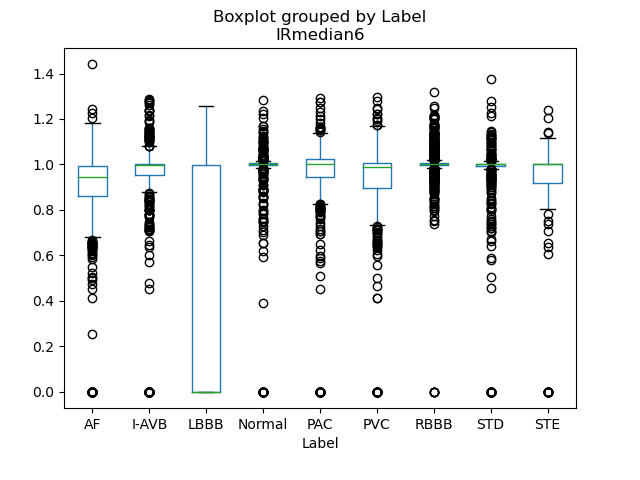 Boxplot grouped by Label
IRmedian6
1.4
1.2
1.0
0.8
0.6
0.4
0.2
0.0
AF I-AVB LBBB Normal PAC PVC RBBB STD STE
Label